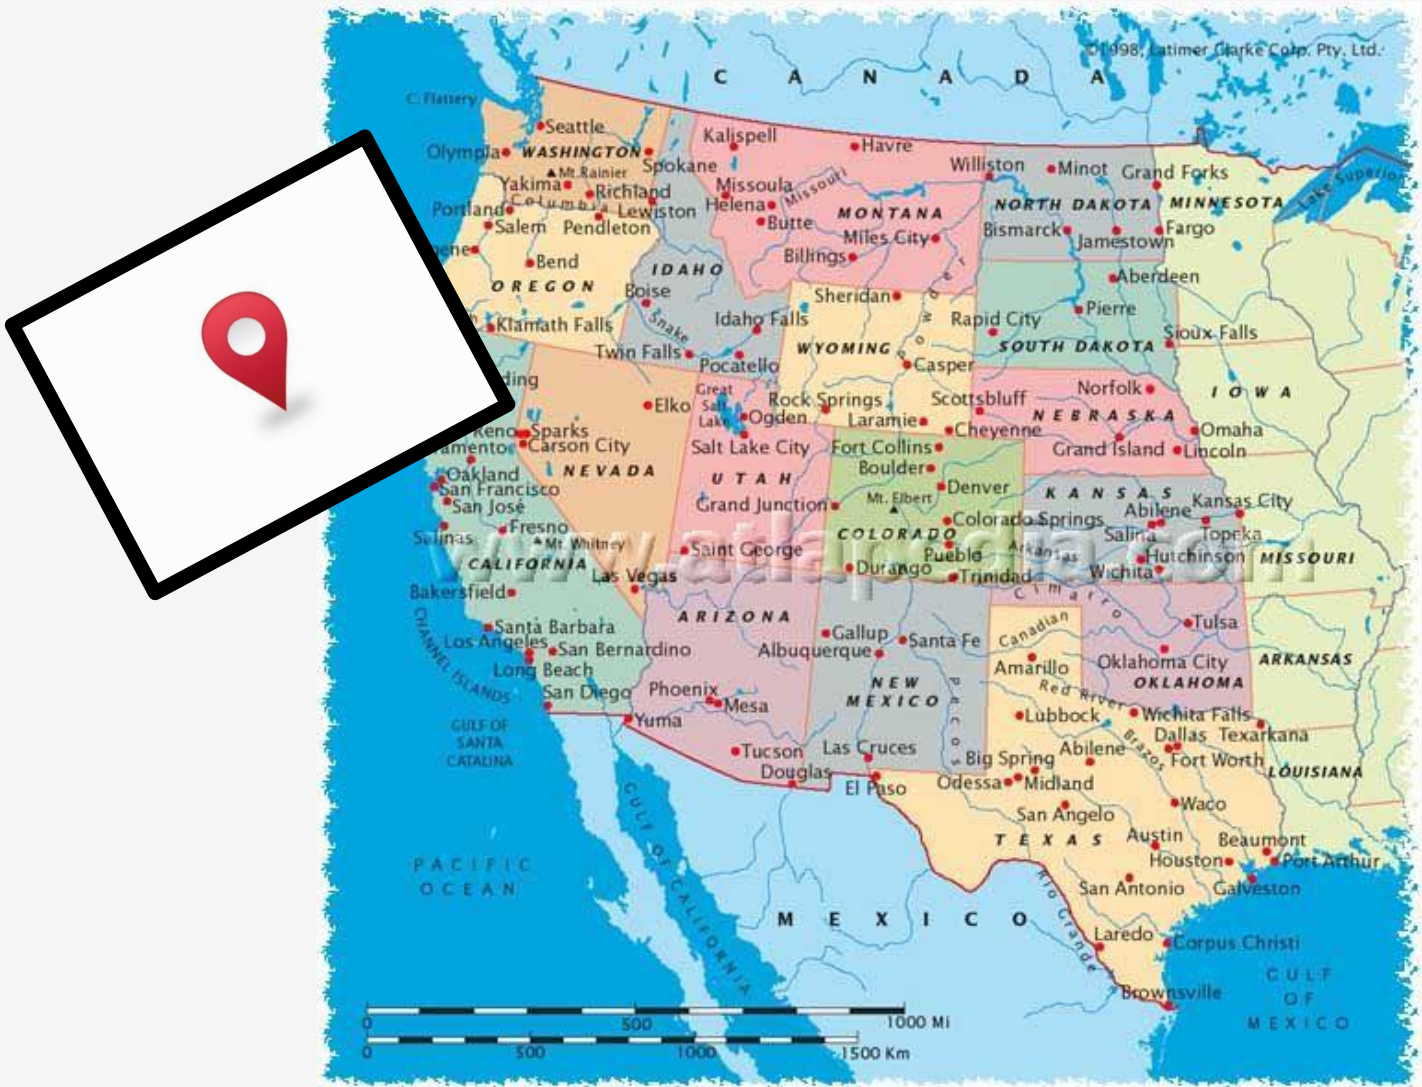 ©1998, Latimer Clarke Corp. Pty. Ltd.
C A N A D A
C. Flattery
Seattle
Kalispell
Havre
Olympia
WASHINGTON
Spokane
Williston
Minot
Grand Forks
Mt. Rainier
Yakima
Richland
Missoula
Missouri
Lake Superior
Columbia
Lewiston
Helena
MONTANA
NORTH DAKOTA
MINNESOTA
Portland
Salem
Pendleton
Butte
Miles City
Bismarck
Jamestown
Fargo
ene
Bend
IDAHO
Billings
Powder
Aberdeen
OREGON
Boise
Sheridan
Pierre
Klamath Falls
Snake
Idaho Falls
Rapid City
Sioux Falls
Twin Falls
Pocatello
WYOMING
Casper
SOUTH DAKOTA
ding
Elko
Great
Salt
Lake
Ogden
Rock Springs
Scottsbluff
Norfolk
IOWA
Laramie
Cheyenne
NEBRASKA
Reno
Sparks
Omaha
amento
Carson City
Salt Lake City
Fort Collins
Grand Island
Lincoln
Oakland
NEVADA
UTAH
Boulder
San Francisco
Denver
KANSAS
Kansas City
San José
Grand Junction
Mt. Elbert
Abilene
Salinas
Fresno
Mt. Whitney
COLORADO
Colorado Springs
Salina
Topeka
Saint George
Pueblo
Arkansas
Hutchinson
MISSOURI
www.atlapedia.com
CALIFORNIA
Las Vegas
Durango
Trinidad
Wichita
Bakersfield
Cimarro
CHANNEL ISLANDS
ARIZONA
Canadian
Tulsa
Santa Barbara
Gallup
Santa Fe
Los Angeles
San Bernardino
Albuquerque
Amarillo
Oklahoma City
ARKANSAS
Long Beach
NEW
MEXICO
Pecos
Red River
OKLAHOMA
San Diego
Phoenix
Mesa
Yuma
Lubbock
Wichita Falls
GULF OF
SANTA
CATALINA
Dallas
Texarkana
Tucson
Las Cruces
Big Spring
Abilene
Brazos
Fort Worth
Douglas
El Paso
Odessa
Midland
LOUISIANA
San Angelo
Waco
GULF OF CALIFORNIA
TEXAS
Austin
Beaumont
PACIFIC
OCEAN
Houston
Port Arthur
San Antonio
Galveston
Rio Grande
M E X I C O
Laredo
Corpus Christi
GULF
OF
MEXICO
Brownsville
0 500 1000 Mi
0 500 1000 1500 Km